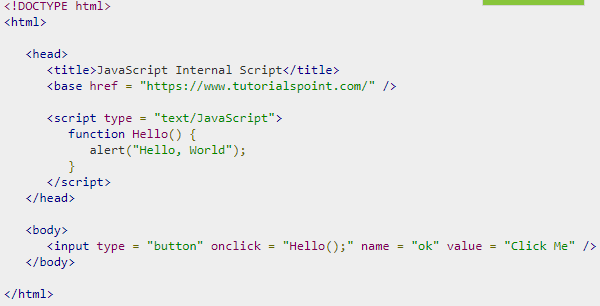 <!DOCTYPE html>
<html>
<head>
<title>JavaScript Internal Script</title>
<base href = "https://www.tutorialspoint.com/" />
<script type = "text/JavaScript">
function Hello() {
alert("Hello, World");
}
</script>
</head>
<body>
<input type = "button" onclick = "Hello();" name = "ok" value = "Click Me" />
</body>
</html>